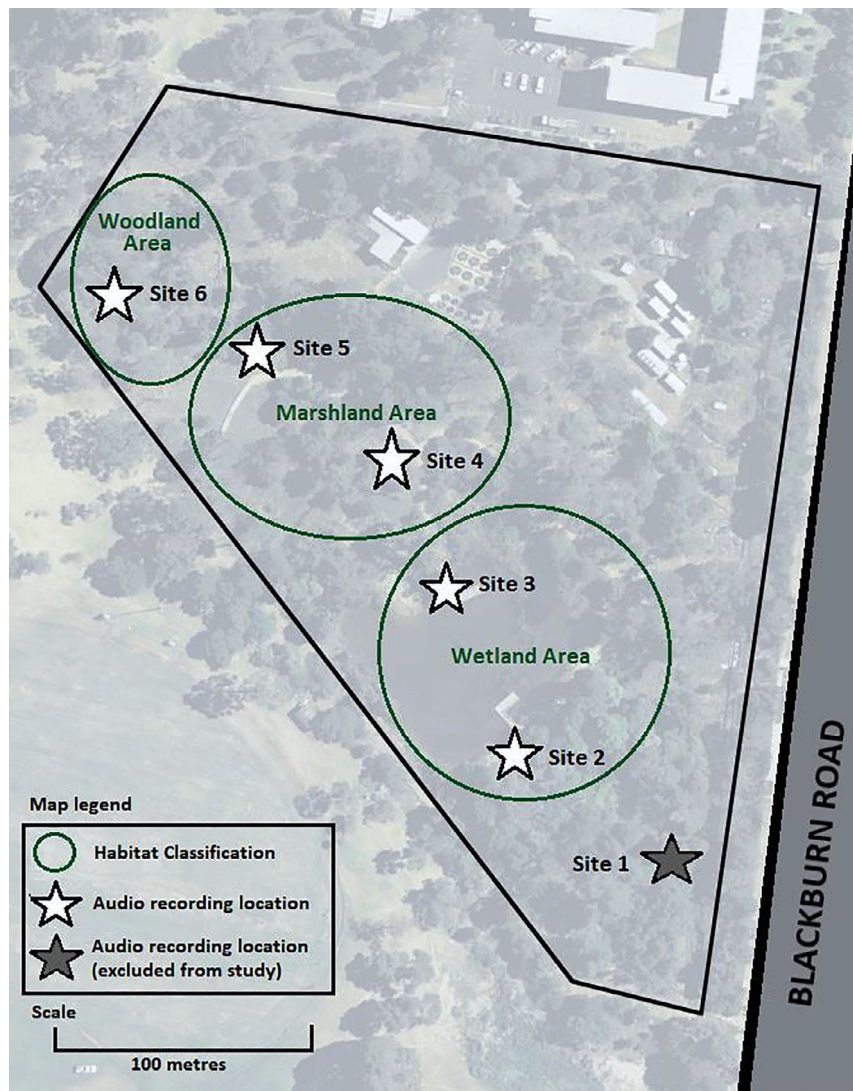 Woodland
Area
Site 6
Site 5
Marshland Area
Site 4
Site 3
Wetland Area
Site 2
Site 1
BLACKBURN ROAD
Map legend
Habitat Classification
Audio recording location
Audio recording location
(excluded from study)
Scale
100 metres